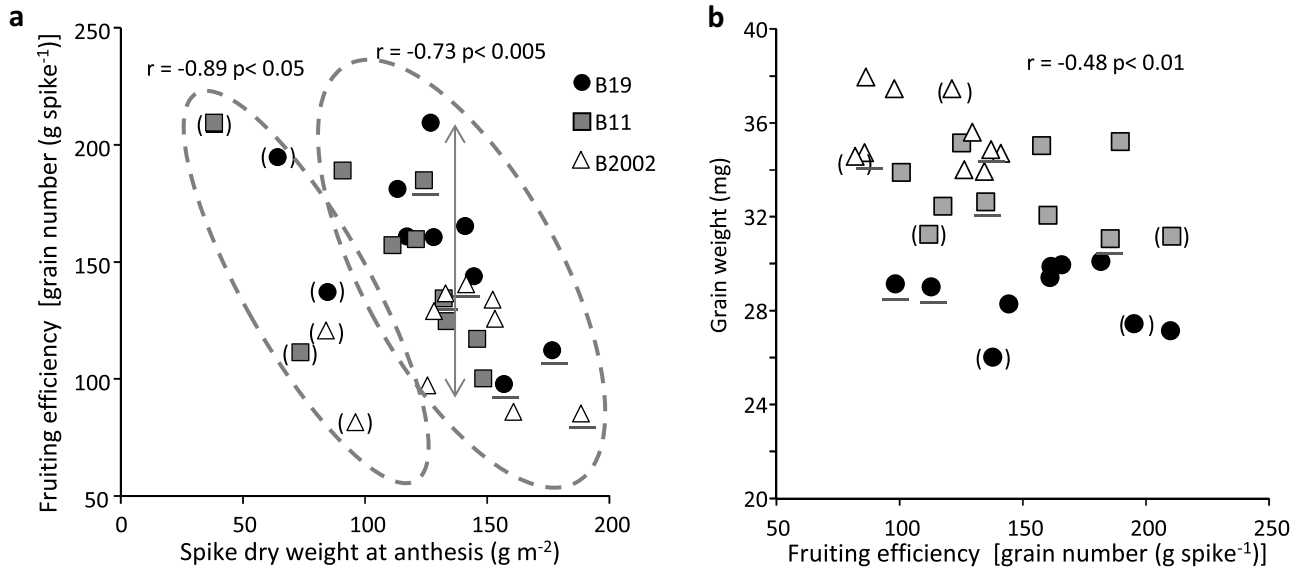 a
250
200
150
100
50
0
50
100
150
200
Fruiting efficiency [grain number (g spike⁻¹)]
Spike dry weight at anthesis (g m⁻²)
r = -0.89 p< 0.05
r = -0.73 p< 0.005
B19
B11
B2002
b
40
36
32
28
24
20
50
100
150
200
250
Grain weight (mg)
Fruiting efficiency [grain number (g spike⁻¹)]
r = -0.48 p< 0.01